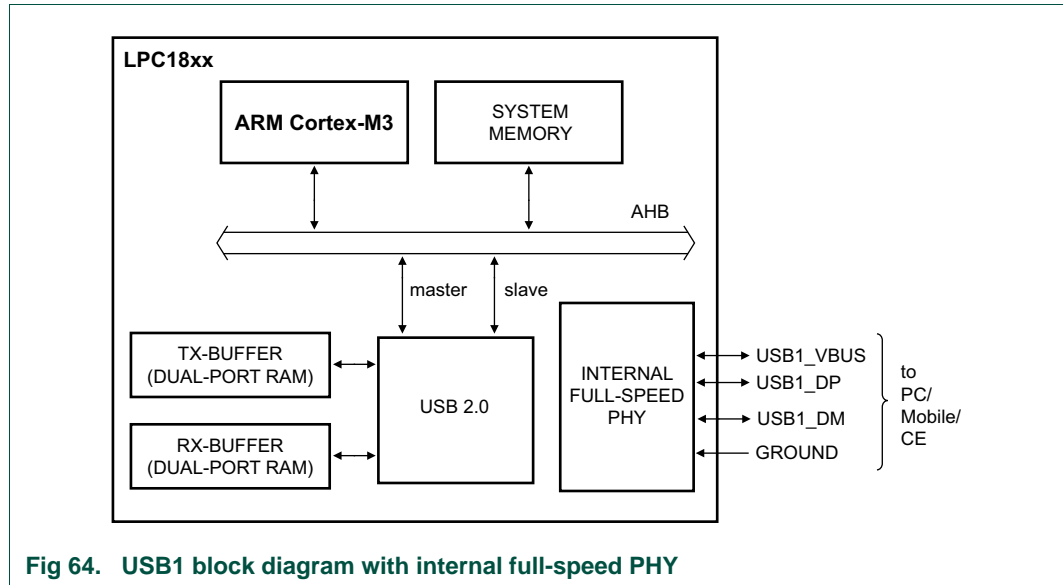 LPC18xx
ARM Cortex-M3
SYSTEM
MEMORY
AHB
master
slave
TX-BUFFER
(DUAL-PORT RAM)
RX-BUFFER
(DUAL-PORT RAM)
USB 2.0
INTERNAL
FULL-SPEED
PHY
USB1_VBUS
USB1_DP
USB1_DM
GROUND
to
PC/
Mobile/
CE
Fig 64. USB1 block diagram with internal full-speed PHY